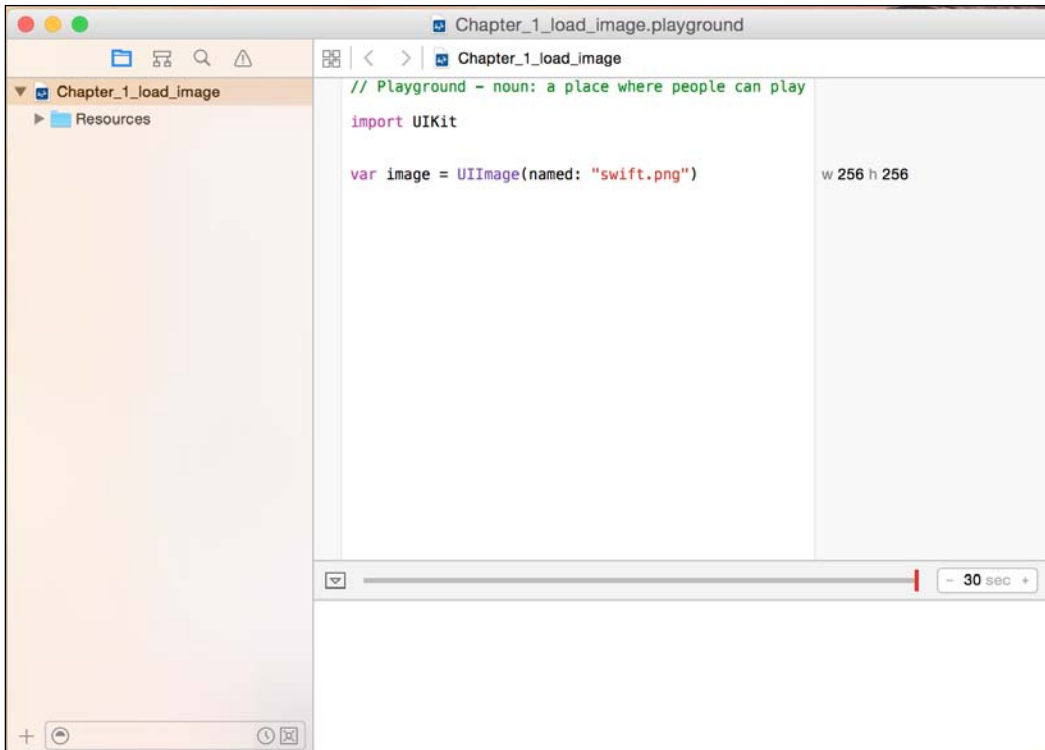 Chapter_1_load_image.playground
Chapter_1_load_image
Chapter_1_load_image
Resources
// Playground – noun: a place where people can play
import UIKit
var image = UIImage(named: "swift.png")
w 256 h 256
- 30 sec +